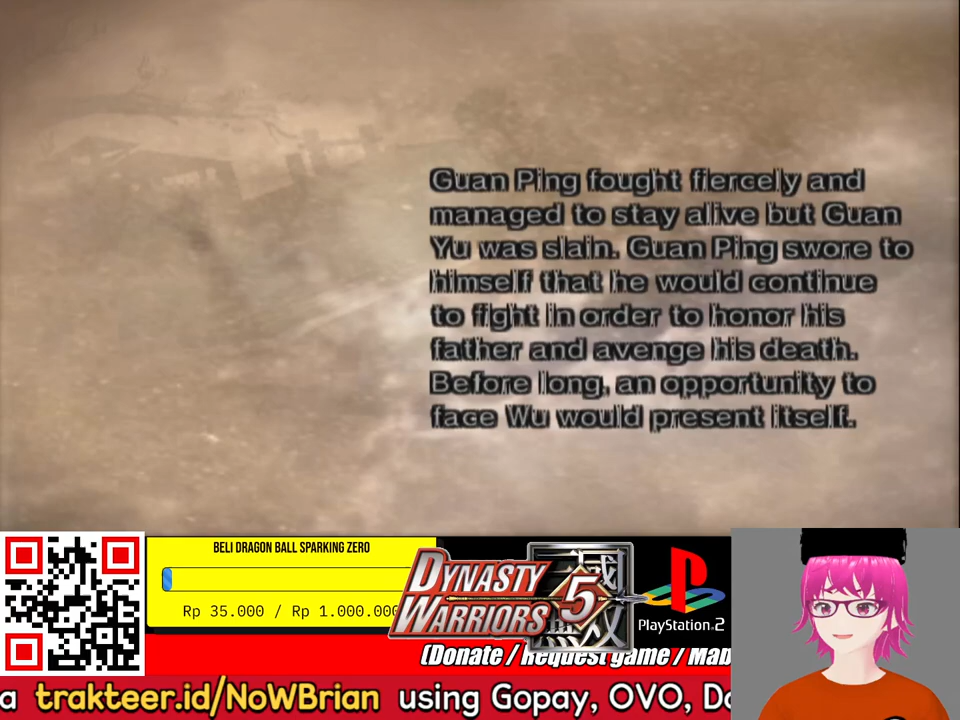 Guan Ping fought fiercely and
managed to stay alive but Guan
Yu was slain. Guan Ping swore to
himself that he would continue
to fight in order to honor his
father and avenge his death.
Before long, an opportunity to
face Wu would present itself.
BELI DRAGON BALL SPARKING ZERO
Rp 35.000 / Rp 1.000.000
DYNASTY
WARRIORS 5
PlayStation 2
(Donate / Request game / Mab
a trakteer.id/NoWBrian using Gopay, OVO, Da